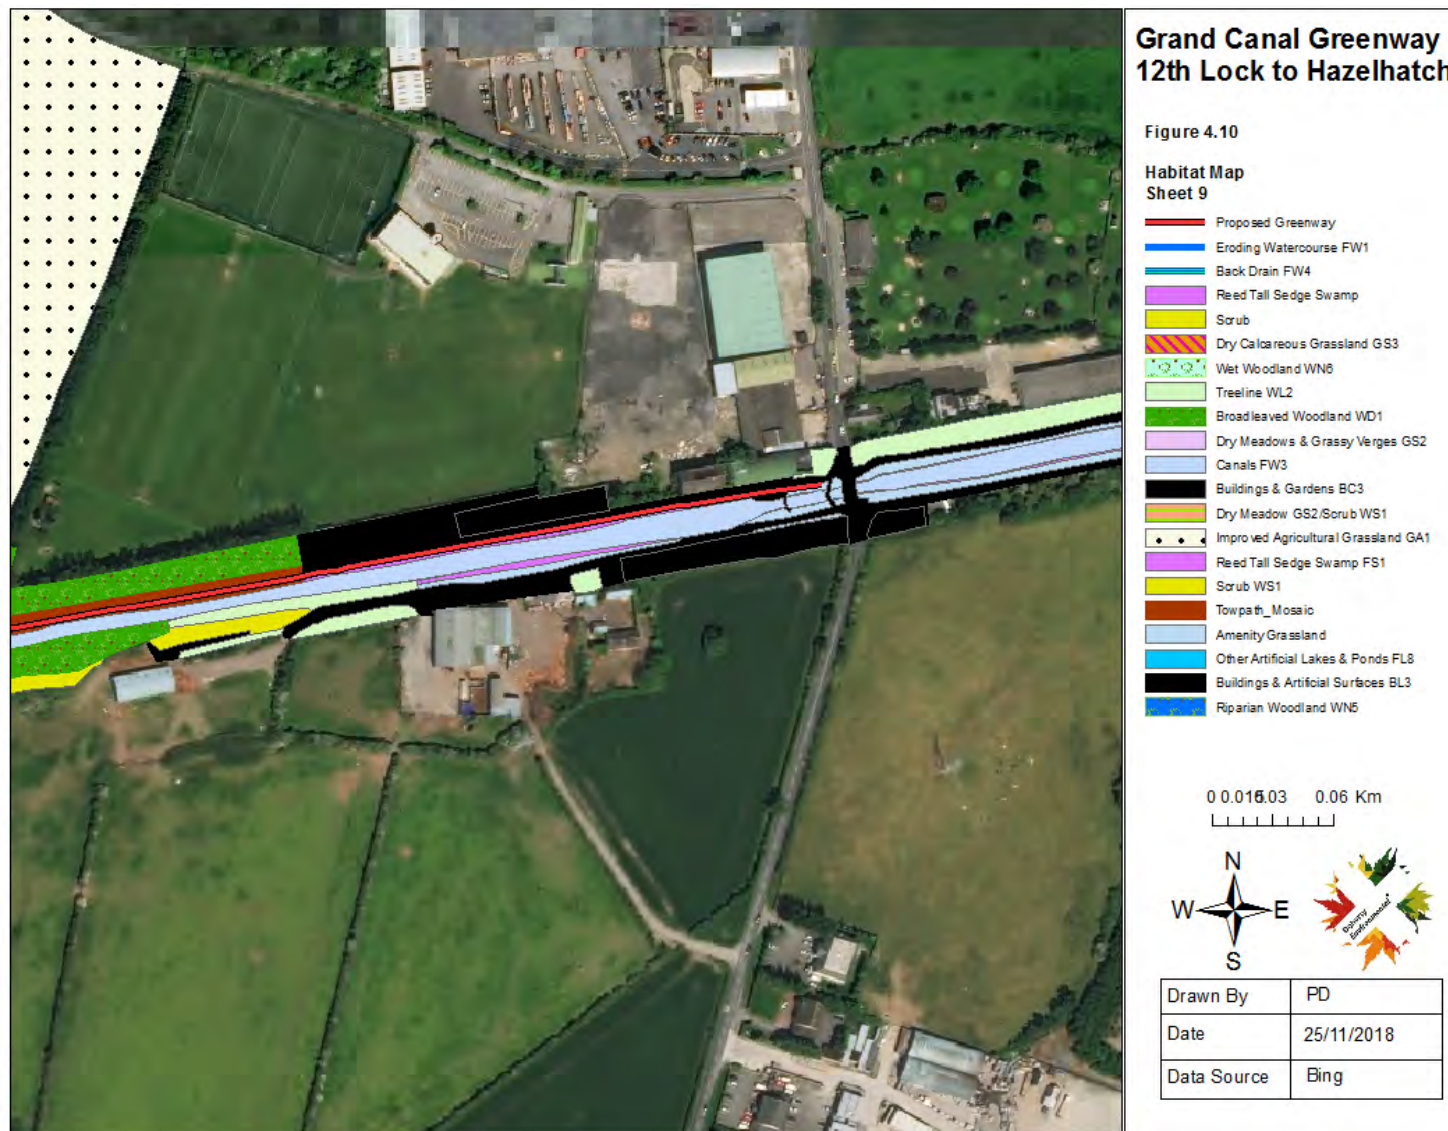 Grand Canal Greenway
12th Lock to Hazelhatch
Figure 4.10
Habitat Map
Sheet 9
Proposed Greenway
Eroding Watercourse FW1
Back Drain FW4
Reed Tall Sedge Swamp
Scrub
Dry Calcareous Grassland GS3
Wet Woodland WN6
Treeline WL2
Broadleaved Woodland WD1
Dry Meadows & Grassy Verges GS2
Canals FW3
Buildings & Gardens BC3
Dry Meadow GS2/Scrub WS1
Improved Agricultural Grassland GA1
Reed Tall Sedge Swamp FS1
Scrub WS1
Towpath_Mosaic
Amenity Grassland
Other Artificial Lakes & Ponds FL8
Buildings & Artificial Surfaces BL3
Riparian Woodland WN5
0 0.015 0.03 0.06 Km
N
W E
S
Doherty
Environmental
Drawn By PD
Date 25/11/2018
Data Source Bing